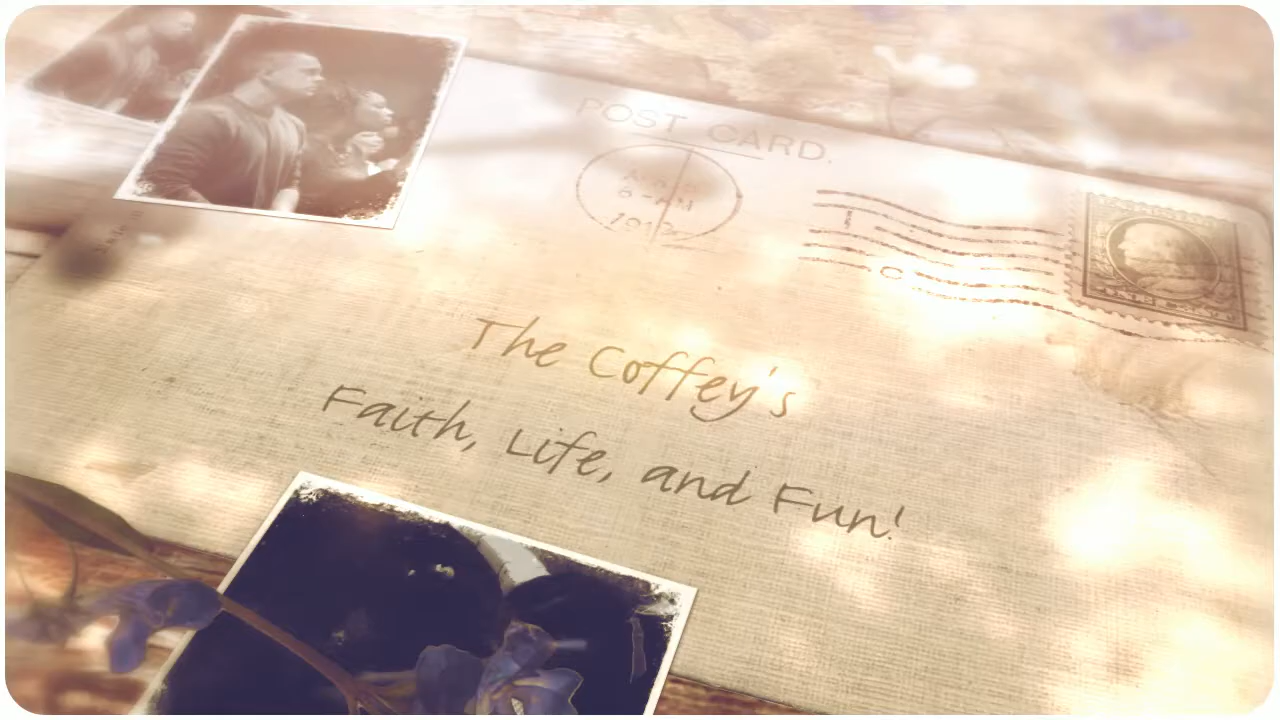 POST CARD.
The Coffey's
Faith, Life, and Fun!